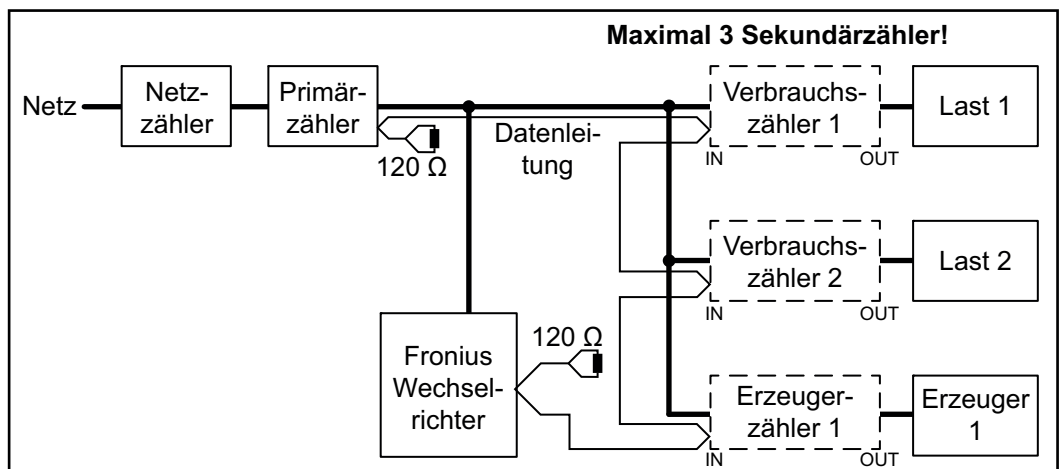 Maximal 3 Sekundärzähler!
Netz
Netz-
zähler
Primär-
zähler
120 Ω
Datenlei-
tung
Verbrauchs-
zähler 1
IN
OUT
Last 1
Verbrauchs-
zähler 2
IN
OUT
Last 2
Fronius
Wechsel-
richter
120 Ω
Erzeuger-
zähler 1
IN
OUT
Erzeuger
1